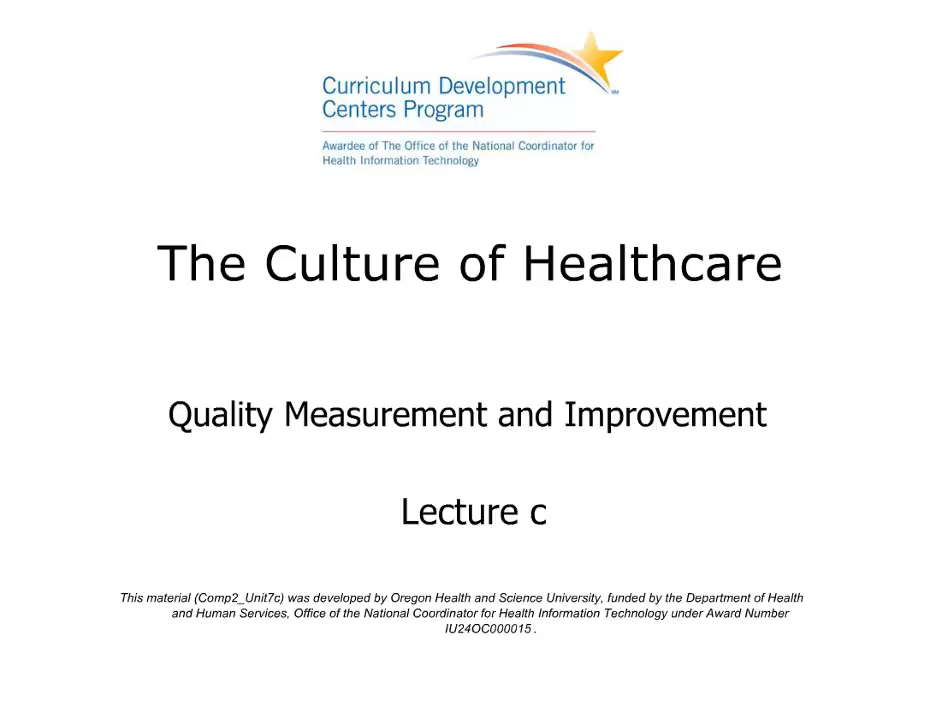 Curriculum Development
Centers Program
Awardee of The Office of the National Coordinator for
Health Information Technology
The Culture of Healthcare
Quality Measurement and Improvement
Lecture c
This material (Comp2_Unit7c) was developed by Oregon Health and Science University, funded by the Department of Health
and Human Services, Office of the National Coordinator for Health Information Technology under Award Number
IU24OC000015 .